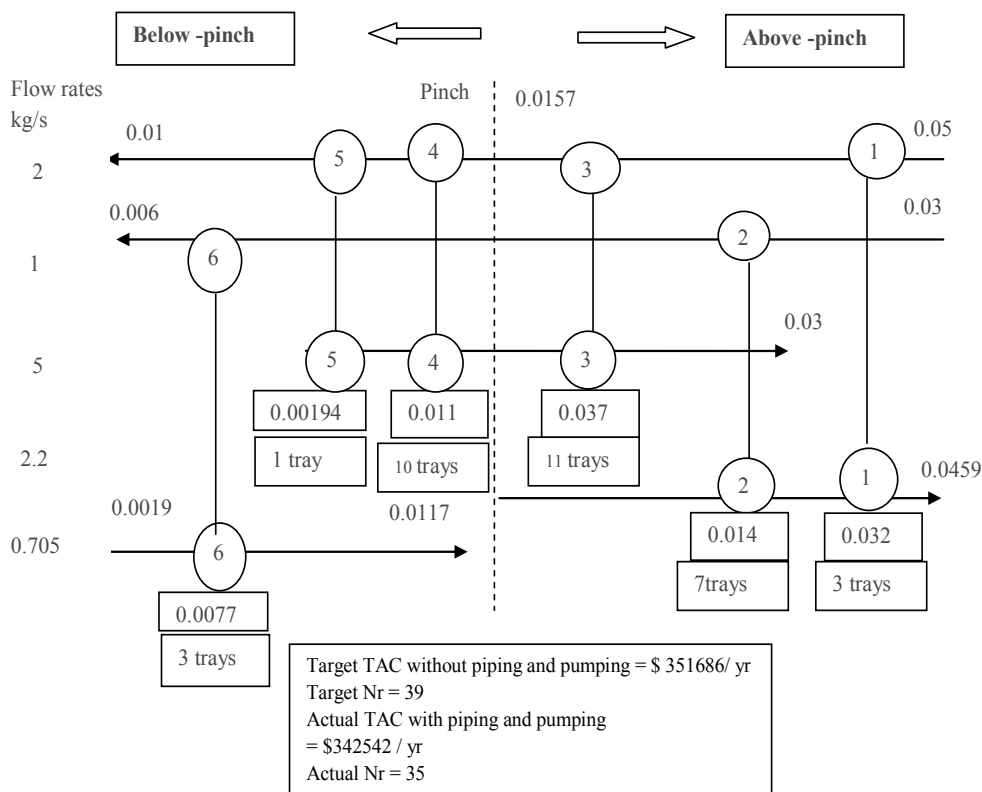 Below -pinch
Above -pinch
Flow rates
kg/s
Pinch
0.0157
0.01
0.05
2
5
4
3
1
0.006
0.03
1
6
2
0.03
5
5
4
3
0.00194
0.011
0.037
1 tray
10 trays
11 trays
2.2
2
1
0.0459
0.0019
0.0117
0.705
6
0.014
0.032
7trays
3 trays
0.0077
3 trays
Target TAC without piping and pumping = $ 351686/ yr
Target Nr = 39
Actual TAC with piping and pumping
= $342542 / yr
Actual Nr = 35